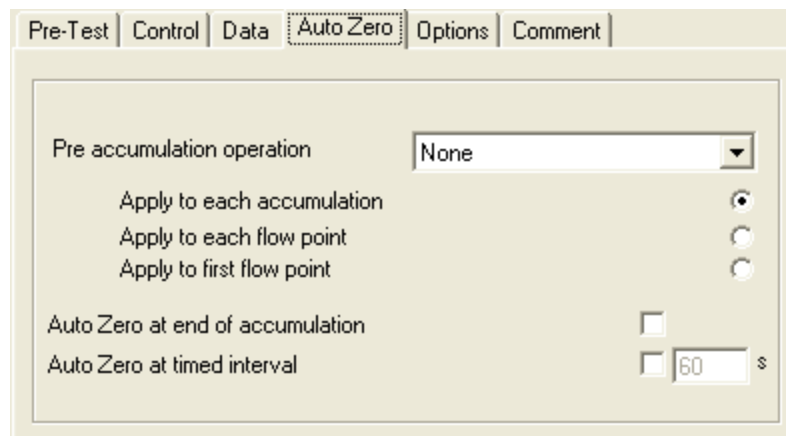 Pre-Test Control Data Auto Zero Options Comment
Pre accumulation operation None
Apply to each accumulation
Apply to each flow point
Apply to first flow point
Auto Zero at end of accumulation
Auto Zero at timed interval 60 s